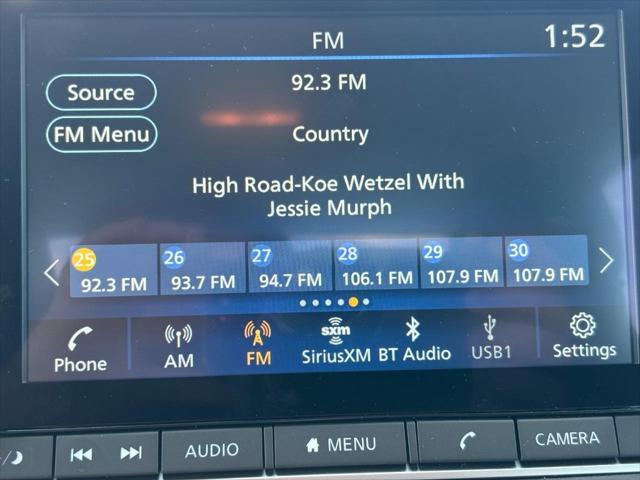 FM
1:52
Source
92.3 FM
FM Menu
Country
High Road-Koe Wetzel With
Jessie Murph
25 26 27 28 29 30
92.3 FM 93.7 FM 94.7 FM 106.1 FM 107.9 FM 107.9 FM
sxm
Phone AM FM SiriusXM BT Audio USB1 Settings
AUDIO MENU CAMERA